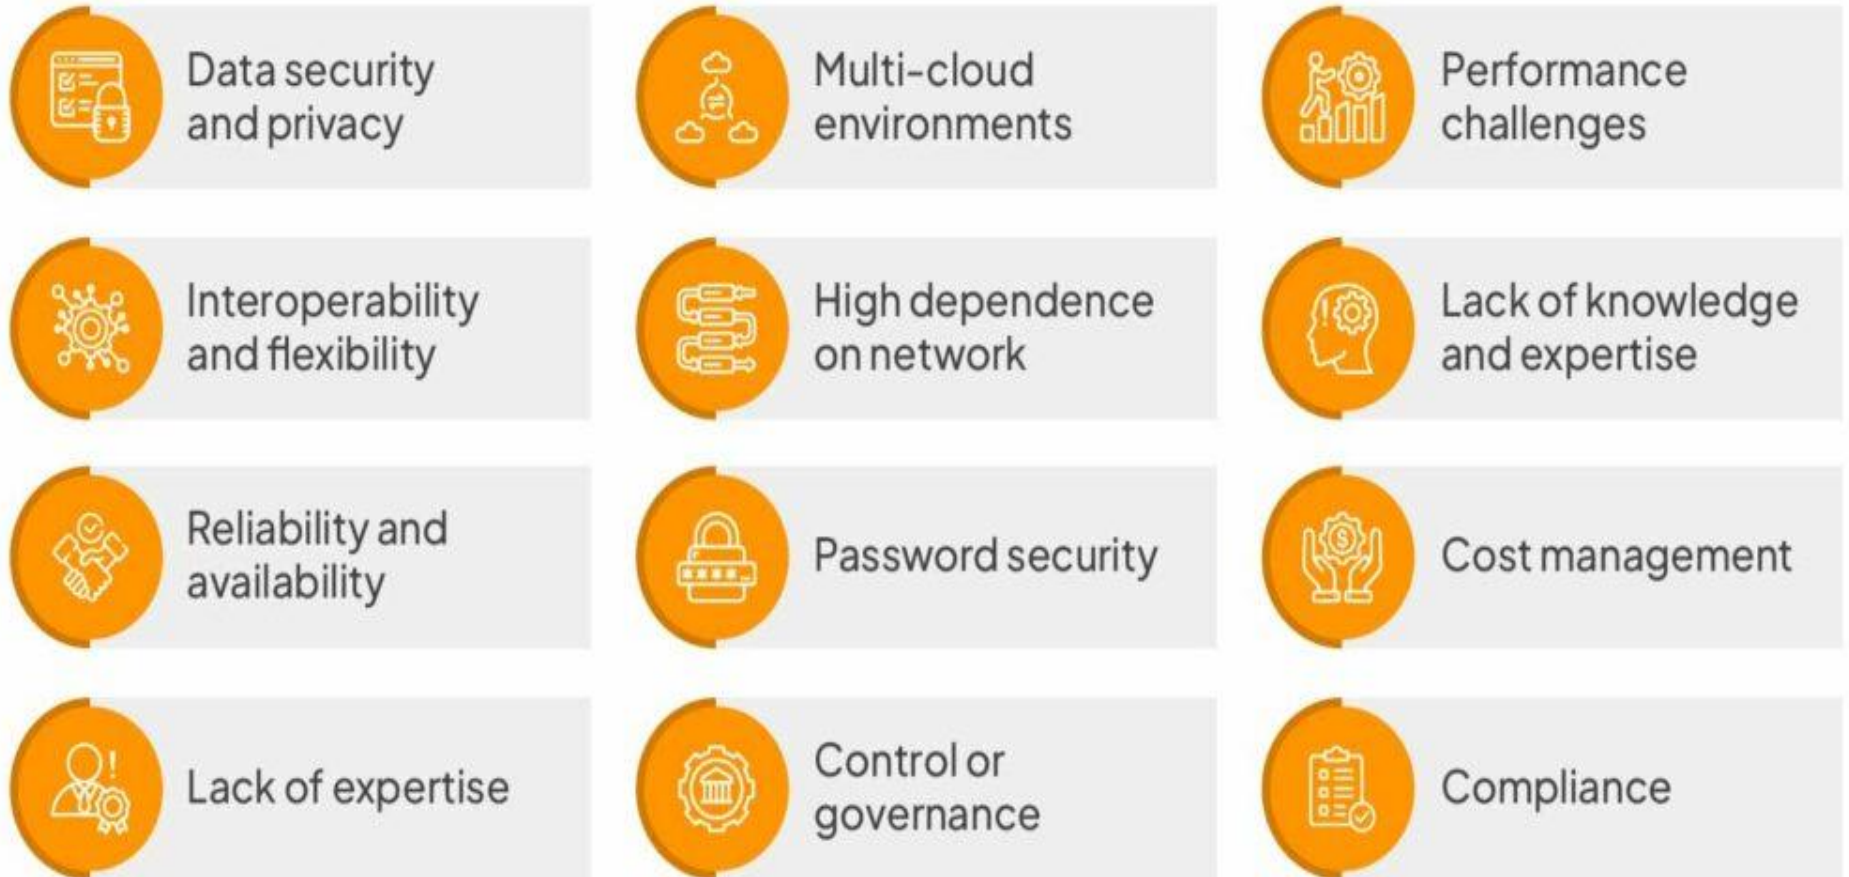 Data security
and privacy
Multi-cloud
environments
Performance
challenges
Interoperability
and flexibility
High dependence
on network
Lack of knowledge
and expertise
Reliability and
availability
Password security
Cost management
Lack of expertise
Control or
governance
Compliance